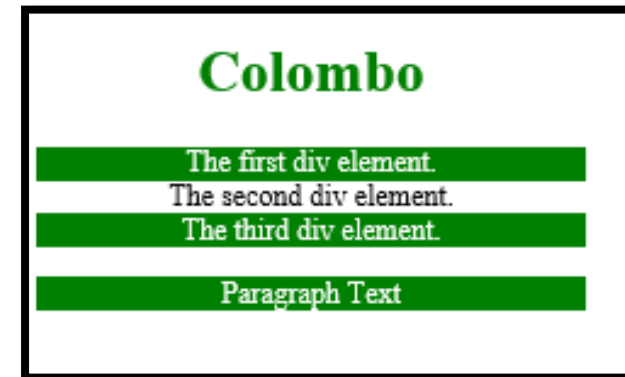 Colombo
The first div element.
The second div element.
The third div element.
Paragraph Text